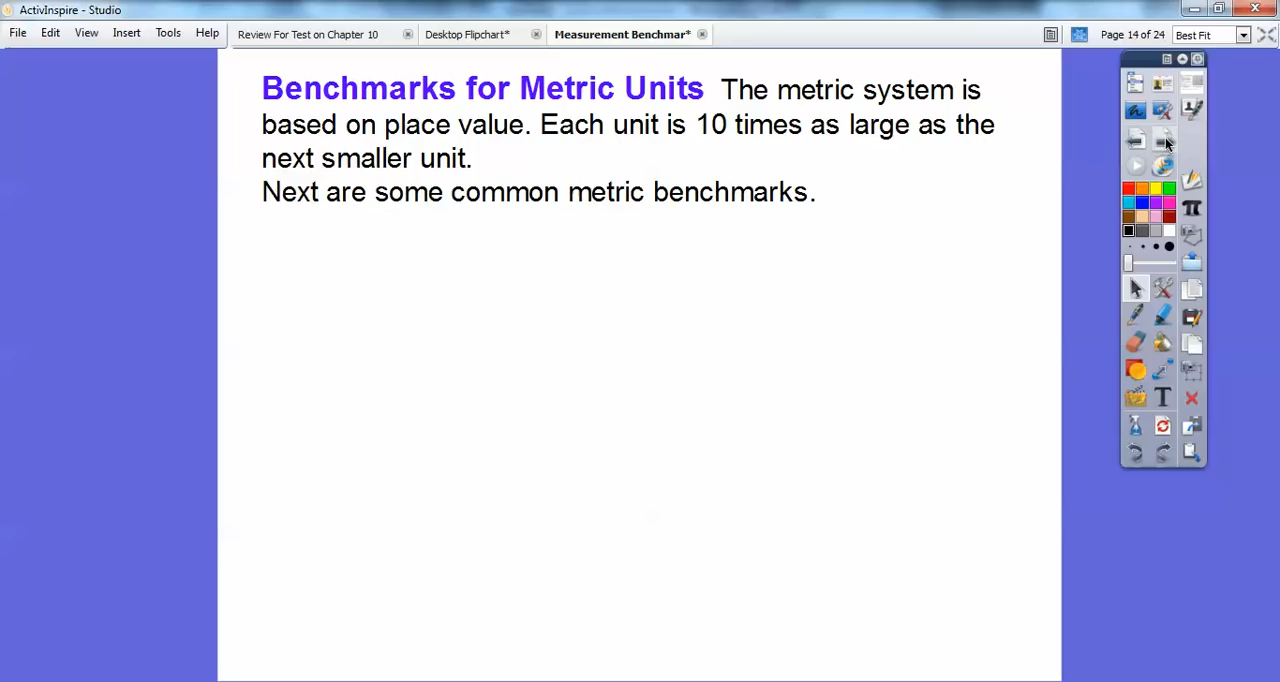 ActivInspire - Studio
File Edit View Insert Tools Help
Review For Test on Chapter 10
Desktop Flipchart*
Measurement Benchmar*
Page 14 of 24
Best Fit
Benchmarks for Metric Units The metric system is
based on place value. Each unit is 10 times as large as the
next smaller unit.
Next are some common metric benchmarks.